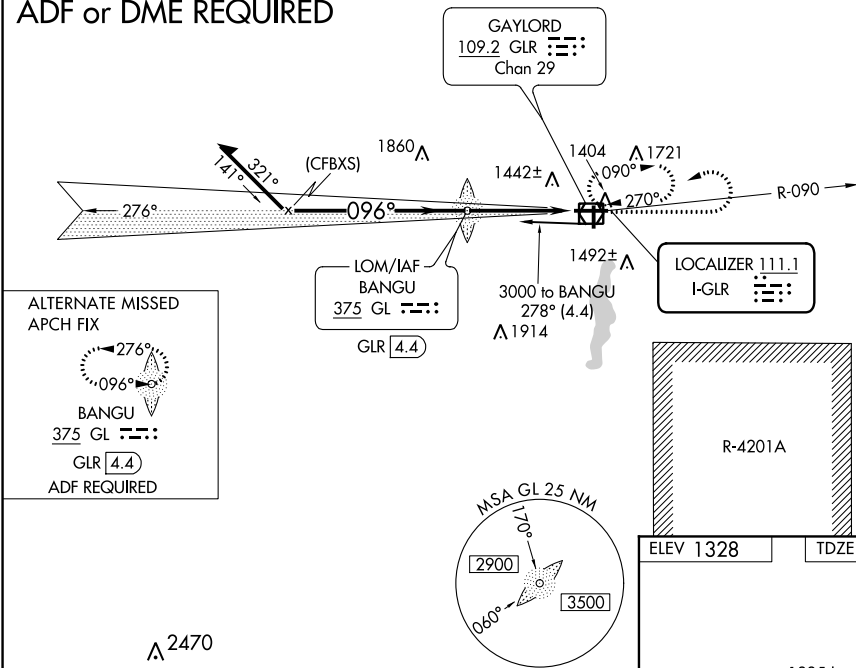 ADF or DME REQUIRED
GAYLORD
109.2 GLR
Chan 29
1860
(CFBXS)
141°
321°
1442±
1404
1721
090°
270°
R-090
276°
096°
LOM/IAF
BANGU
375 GL
GLR 4.4
1492±
3000 to BANGU
278° (4.4)
1914
LOCALIZER 111.1
I-GLR
ALTERNATE MISSED
APCH FIX
276°
096°
BANGU
375 GL
GLR 4.4
ADF REQUIRED
R-4201A
MSA GL 25 NM
170°
2900
060°
3500
ELEV 1328
TDZE
2470